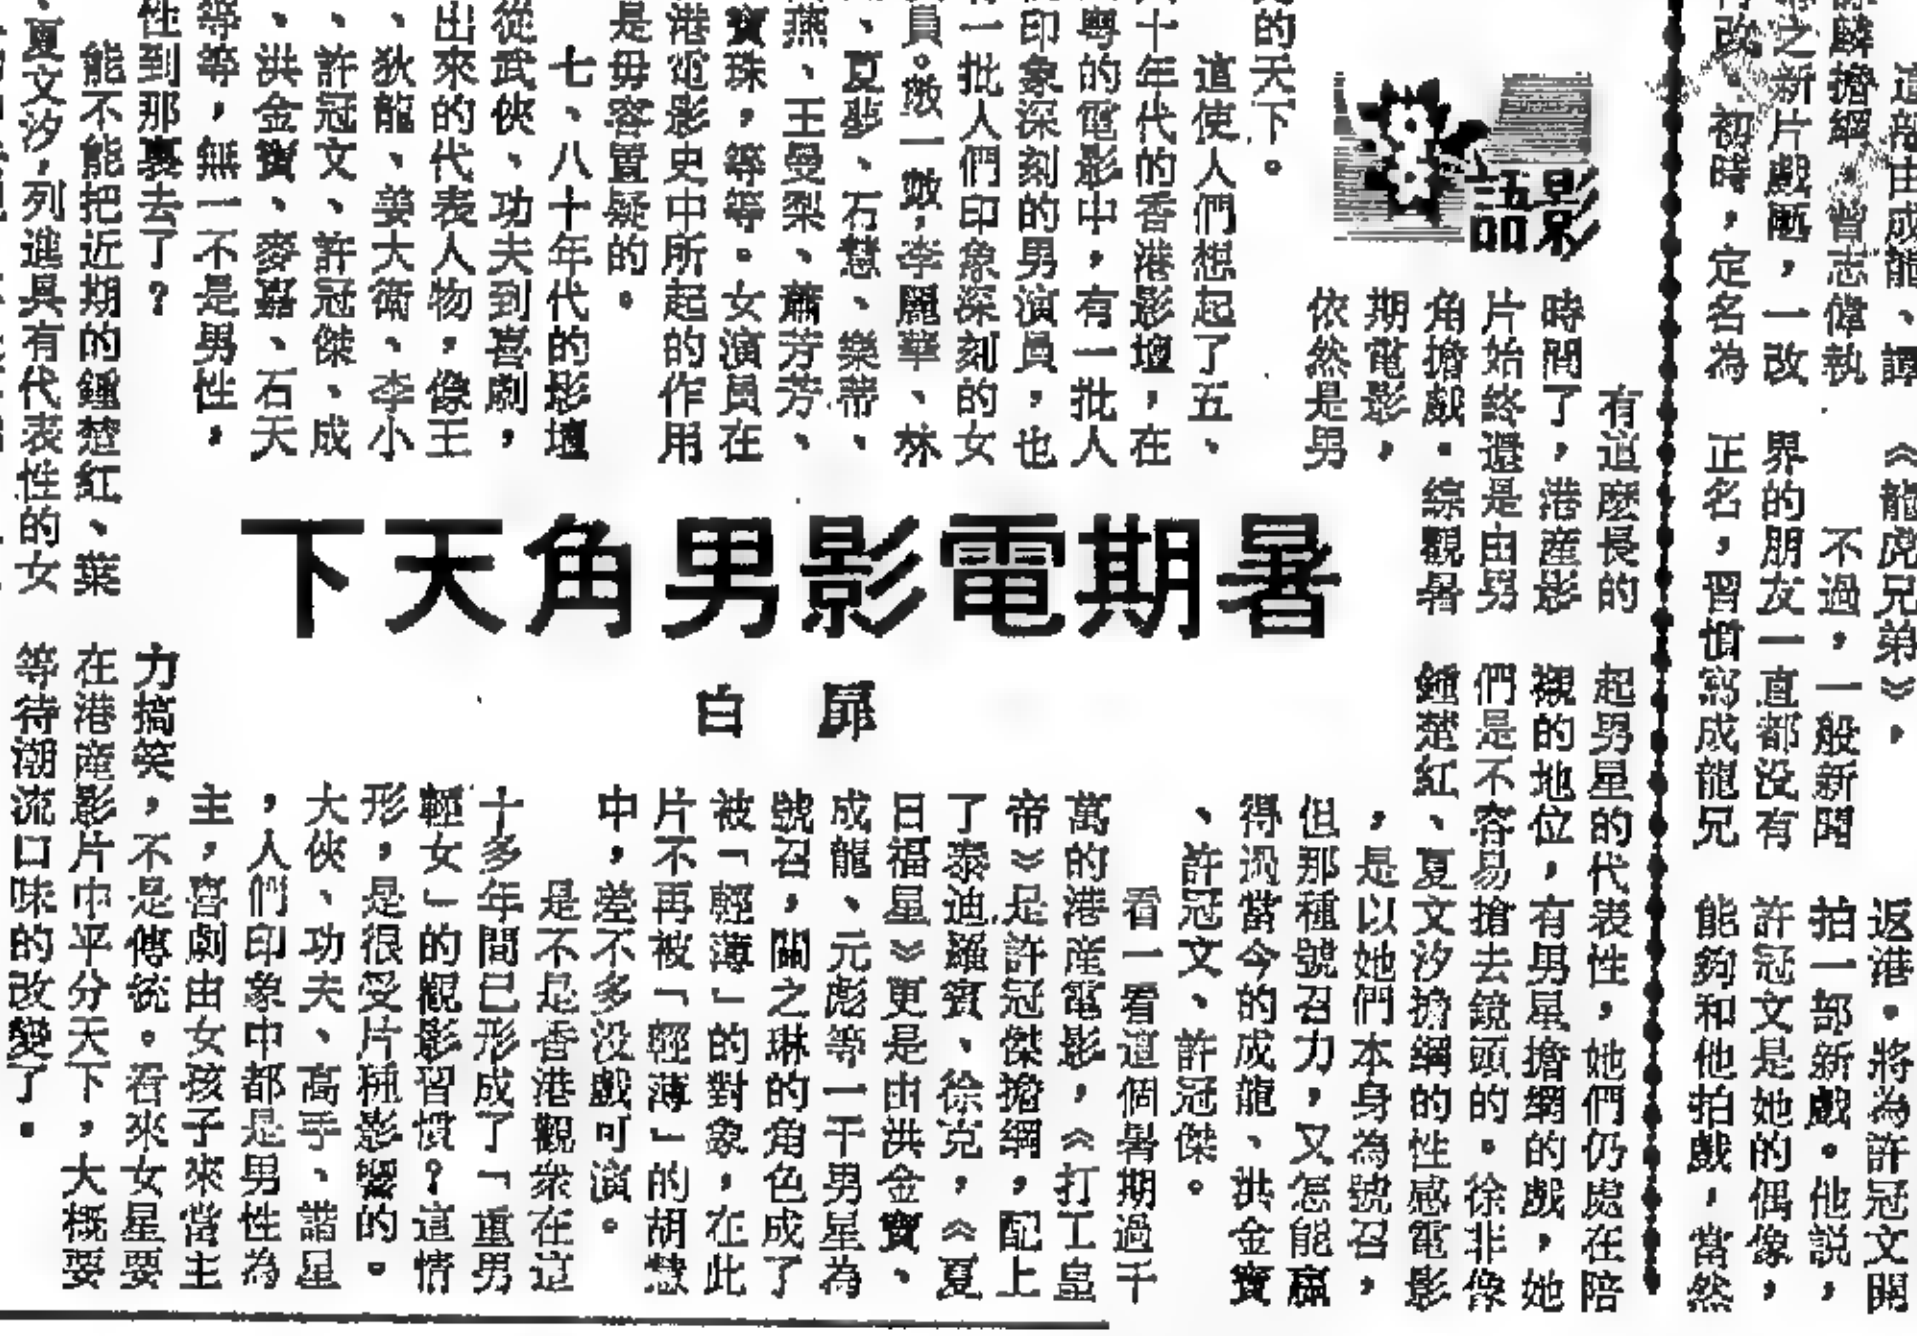 這部由成龍、譚
詠麟擔綱，曾志偉執
之新片戲匭，一改
改。初時，定名為
《龍虎兄弟》，
不過，一般新聞
界的朋友一直都没有
正名，習慣寫成龍兄
返港。將為許冠文開
拍一部新戲。他説，
許冠文是她的偶像，
能夠和他拍戲，當然
影語
暑期電影男角天下
白
有這麽長的
時間了，港産影
片始終還是由男
角擔戲。綜觀暑
期電影，
依然是男
的天下。
這使人們想起了五、
十年代的香港影壇，在
粤的電影中，有一批人
印象深刻的男演員，也
一批人們印象深刻的女
員。數一數，李麗華、林
、夏夢、石慧、樂蒂、
燕、王曼梨、蕭芳芳、
寳珠，等等。女演員在
港電影史中所起的作用
是毋容置疑的。
七、八十年代的影壇
從武俠、功夫到喜劇，
出來的代表人物，像王
、狄龍、姜大衞、李小
、許冠文、許冠傑、成
、洪金寳、麥嘉、石天
等等，無一不是男性，
性到那裏去了？
能不能把近期的鍾楚紅、葉
、夏文汐，列進具有代表性的女
起男星的代表性，她們仍處在陪
襯的地位，有男星擔綱的戲，她
們是不容易搶去鏡頭的。徐非像
鍾楚紅、夏文汐擔綱的性感電影
，是以她們本身為號召，
但那種號召力，又怎能贏
得過當今的成龍、洪金寳
、許冠文、許冠傑。
看一看這個暑期過千
萬的港産電影，《打工皇
帝》是許冠傑擔綱，配上
了泰迪羅賓、徐克，《夏
日福星》更是由洪金寳、
成龍、元彪等一干男星為
號召，關之琳的角色成了
被「輕薄」的對象，在此
片不再被「輕薄」的胡慧
中，差不多没戲可演。
是不是香港觀衆在這
十多年間已形成了「重男
輕女」的觀影習慣？這情
形，是很受片種影響的。
大俠、功夫、高手、諧星
，人們印象中都是男性為
主，喜劇由女孩子來當主
力搞笑，不是傳統。看來女星要
在港産影片中平分天下，大概要
等待潮流口味的改變了。